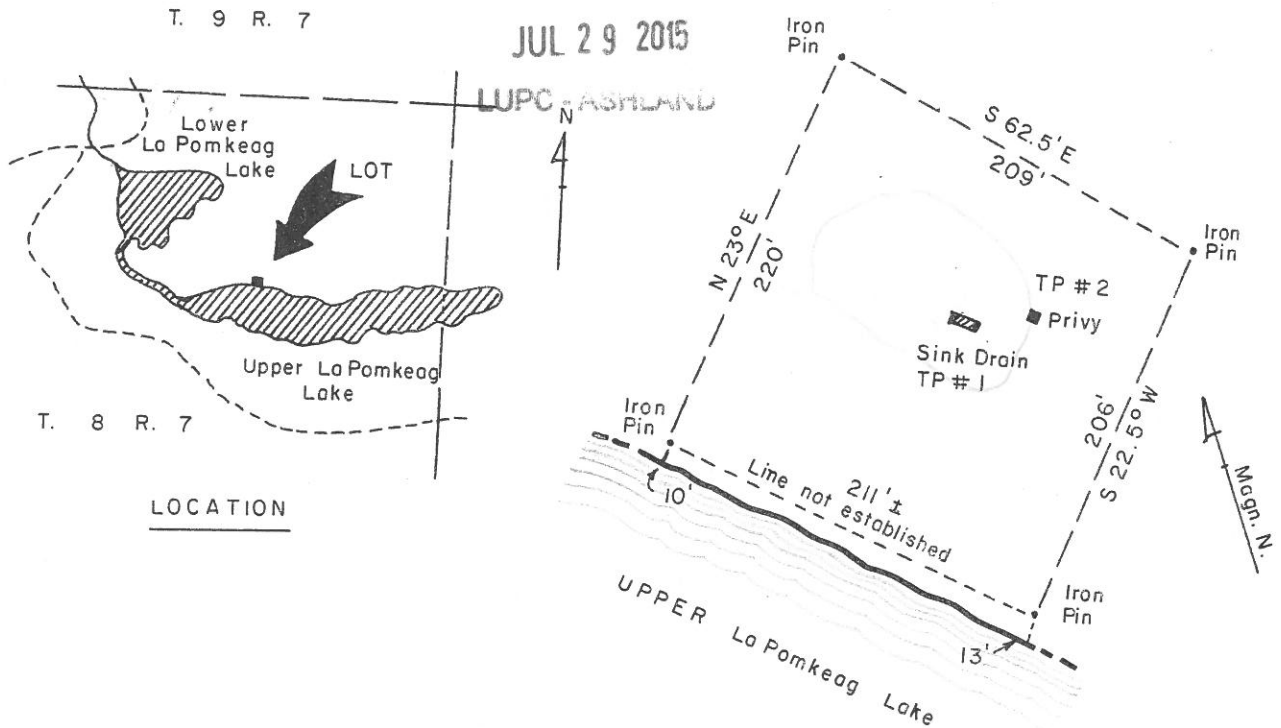 T. 9 R. 7
JUL 29 2015
LUPC - ASHLAND
Lower
La Pomkeag
Lake
LOT
N
Upper La Pomkeag
Lake
T. 8 R. 7
LOCATION
Iron
Pin
S 62.5'E
209'
Iron
Pin
N 23° E
220'
TP # 2
Privy
Sink Drain
TP # 1
206'
S 22.5° W
Iron
Pin
10'
211'±
Line not established
Iron
Pin
13'
Magn. N.
UPPER La Pomkeag Lake